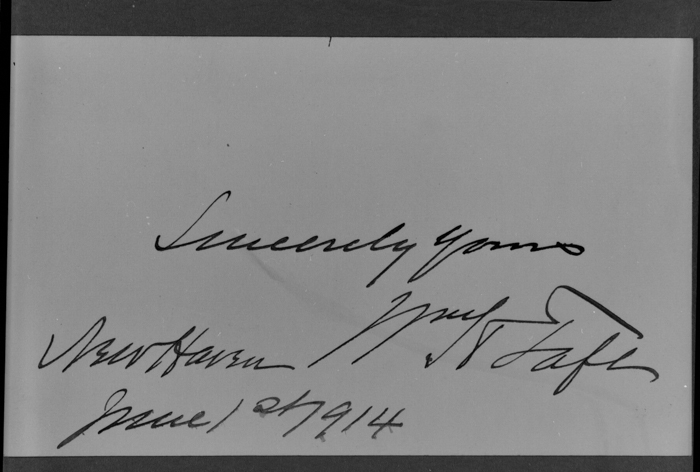 Sincerely Yours
Wm H Taft
New Haven
June 1st 1914